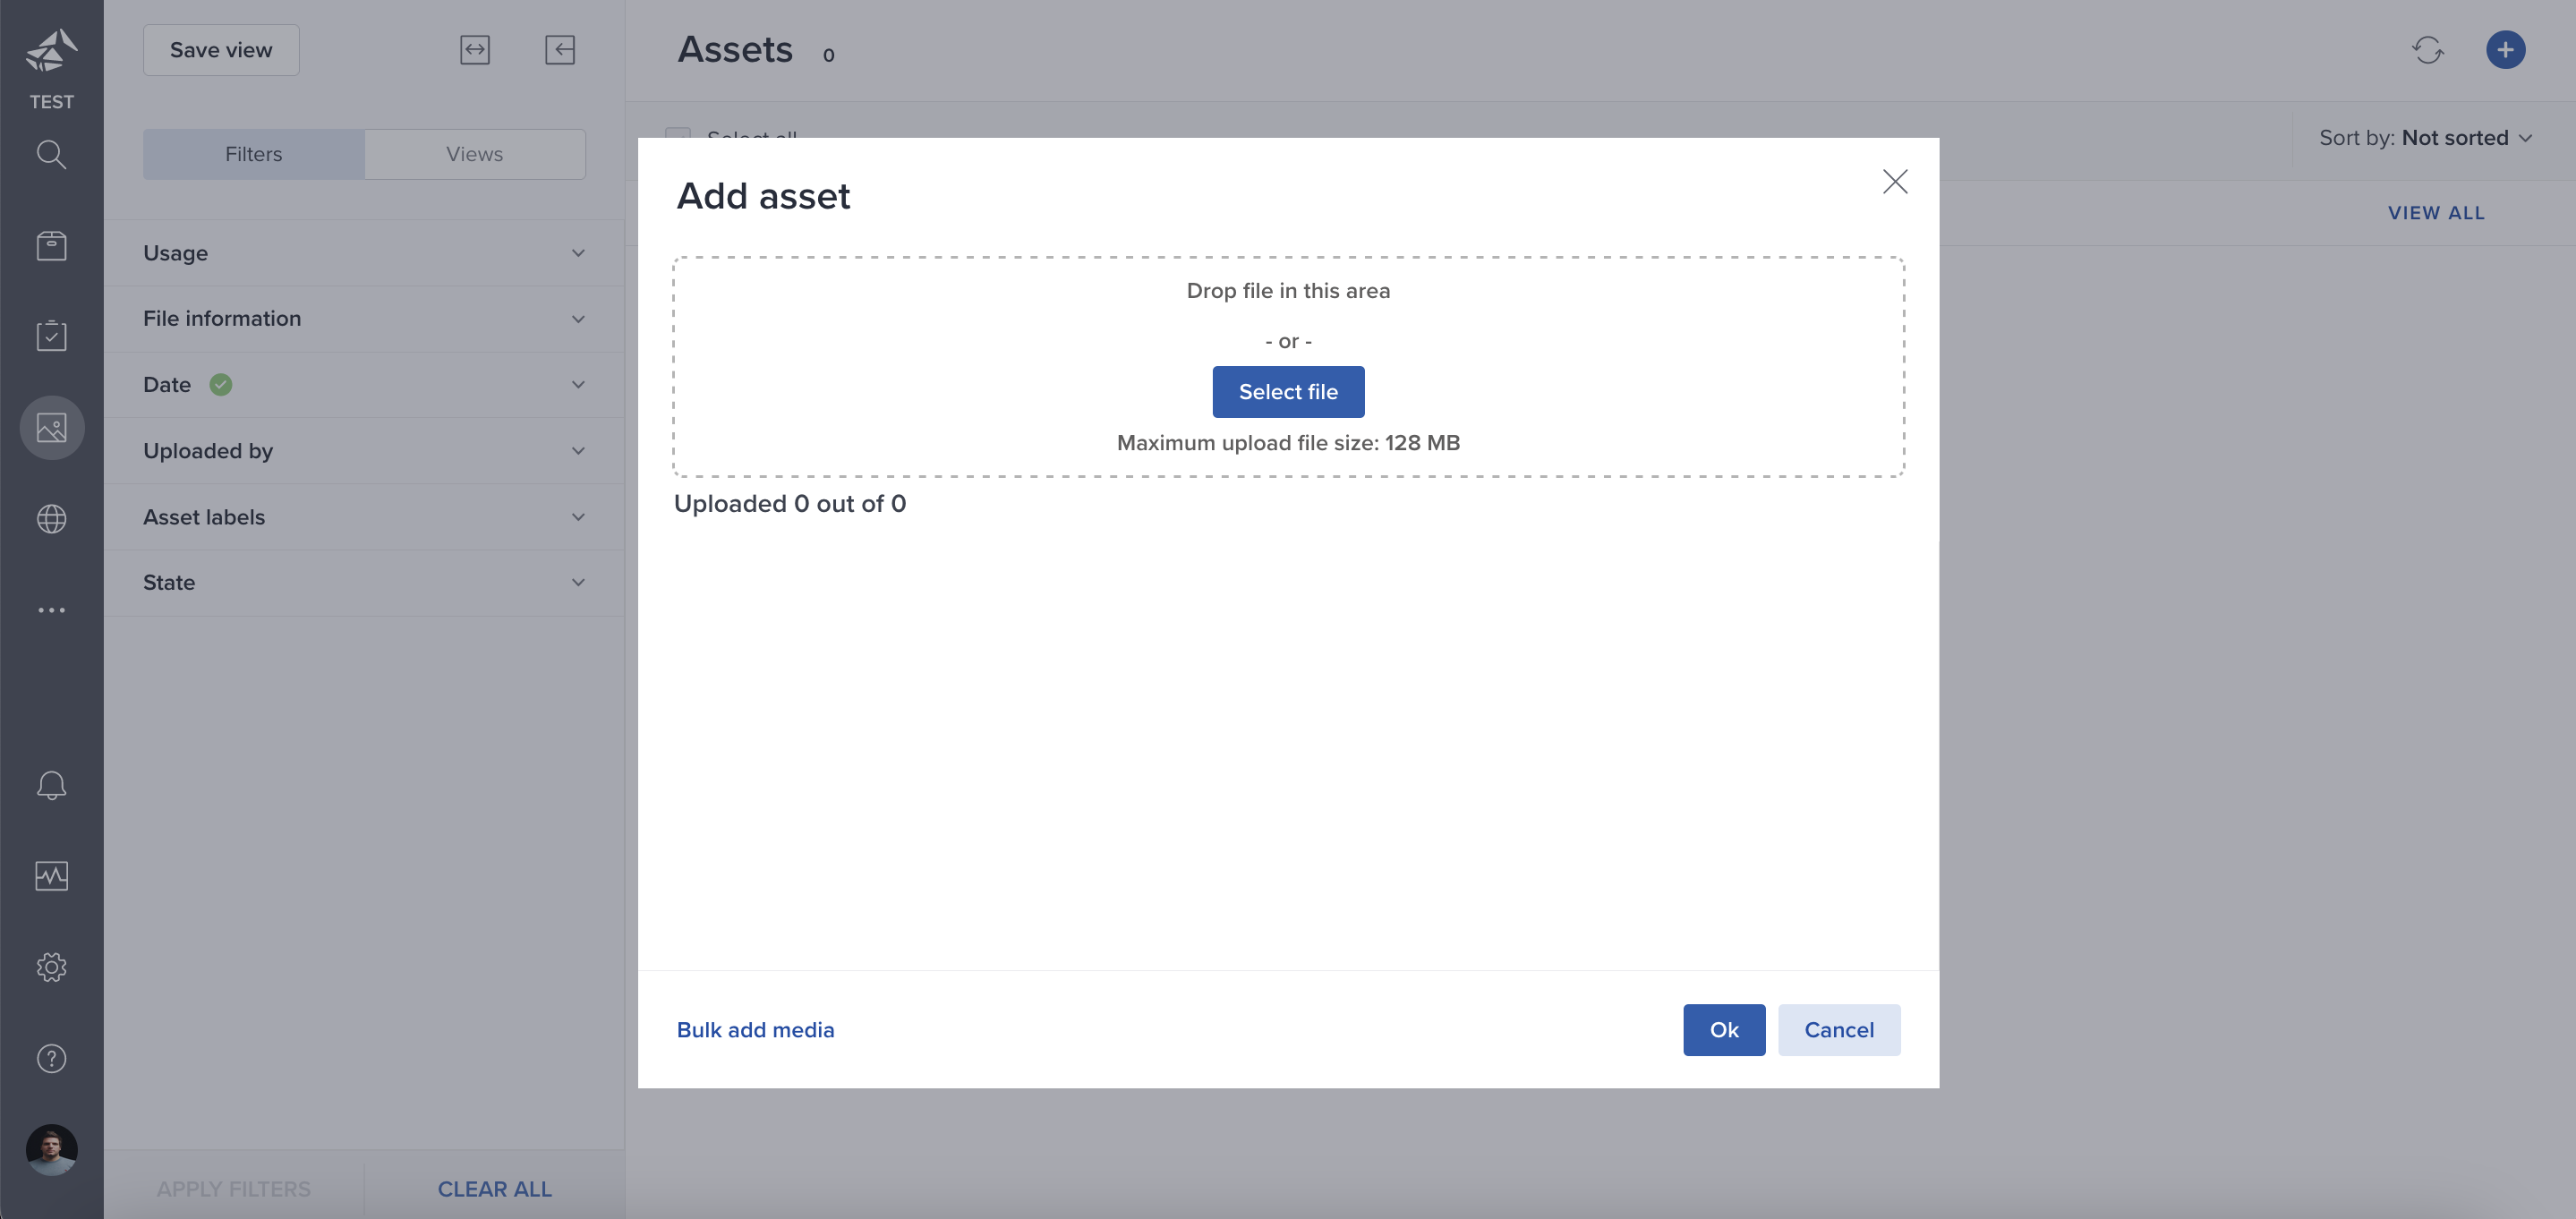 TEST
Save view
Filters
Views
Usage
File information
Date
Uploaded by
Asset labels
State
APPLY FILTERS
CLEAR ALL
Assets 0
Select all
Sort by: Not sorted
VIEW ALL
Add asset
Drop file in this area
- or -
Select file
Maximum upload file size: 128 MB
Uploaded 0 out of 0
Bulk add media
Ok
Cancel